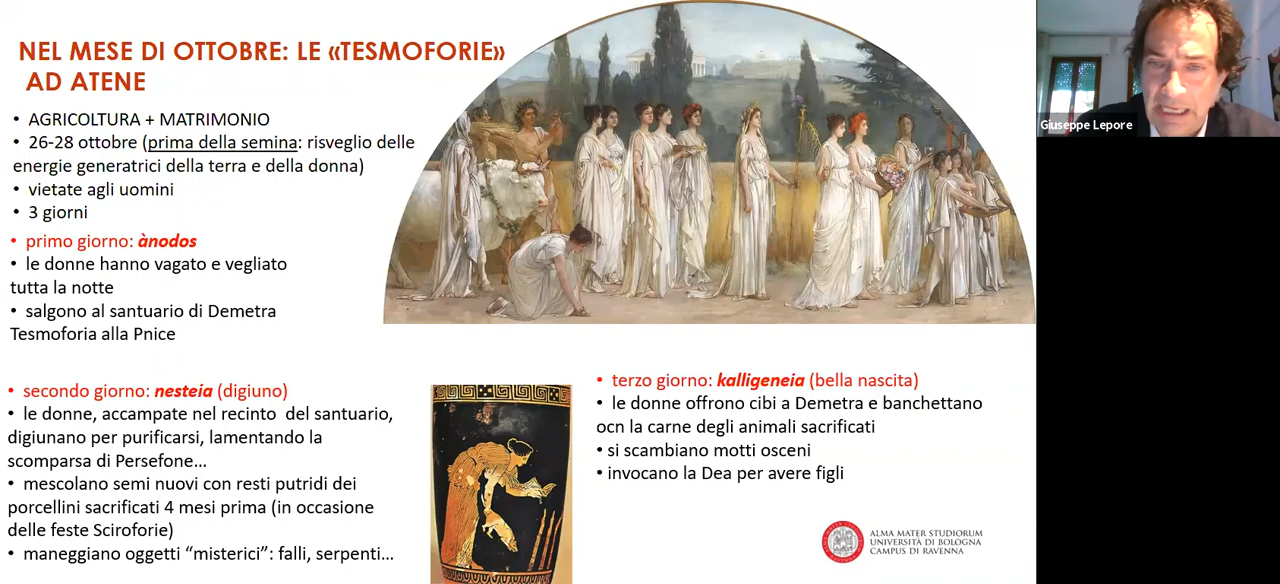 NEL MESE DI OTTOBRE: LE «TESMOFORIE»
AD ATENE
• AGRICOLTURA + MATRIMONIO
• 26-28 ottobre (prima della semina: risveglio delle
energie generatrici della terra e della donna)
• vietate agli uomini
• 3 giorni
• primo giorno: ànodos
• le donne hanno vagato e vegliato
tutta la notte
• salgono al santuario di Demetra
Tesmoforia alla Pnice
• secondo giorno: nesteia (digiuno)
• le donne, accampate nel recinto del santuario,
digiunano per purificarsi, lamentando la
scomparsa di Persefone...
• mescolano semi nuovi con resti putridi dei
porcellini sacrificati 4 mesi prima (in occasione
delle feste Sciroforie)
• maneggiano oggetti “misterici”: falli, serpenti...
• terzo giorno: kalligeneia (bella nascita)
• le donne offrono cibi a Demetra e banchettano
ocn la carne degli animali sacrificati
• si scambiano motti osceni
• invocano la Dea per avere figli
ALMA MATER STUDIORUM
UNIVERSITÀ DI BOLOGNA
CAMPUS DI RAVENNA
Giuseppe Lepore